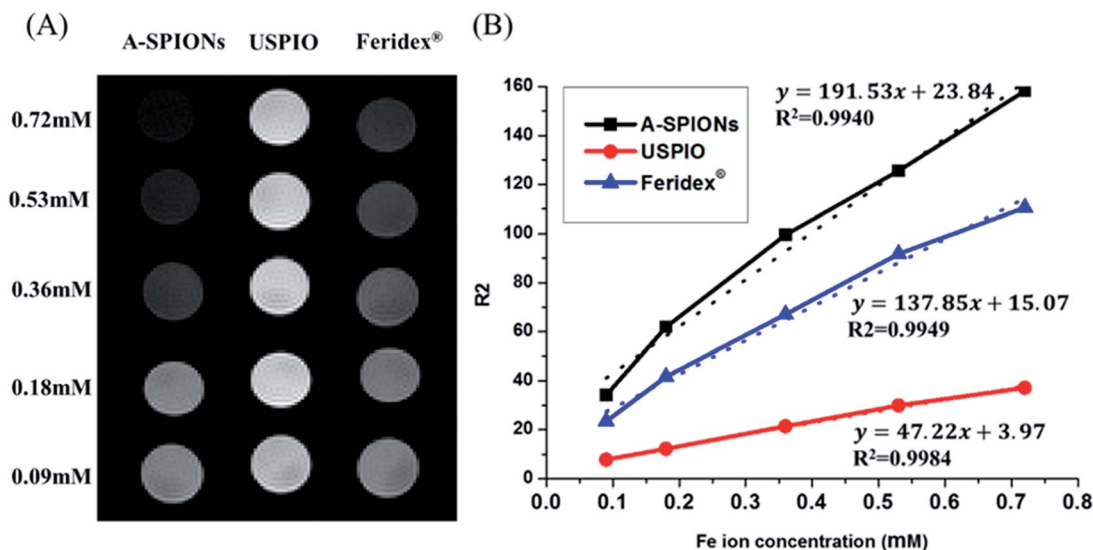 (A)
A-SPIONs USPIO Feridex®
0.72mM
0.53mM
0.36mM
0.18mM
0.09mM
(B)
160
140
120
100
80
60
40
20
0
R2
A-SPIONs
USPIO
Feridex®
y = 191.53x + 23.84
R²=0.9940
y = 137.85x + 15.07
R2=0.9949
y = 47.22x + 3.97
R²=0.9984
0.0 0.1 0.2 0.3 0.4 0.5 0.6 0.7 0.8
Fe ion concentration (mM)